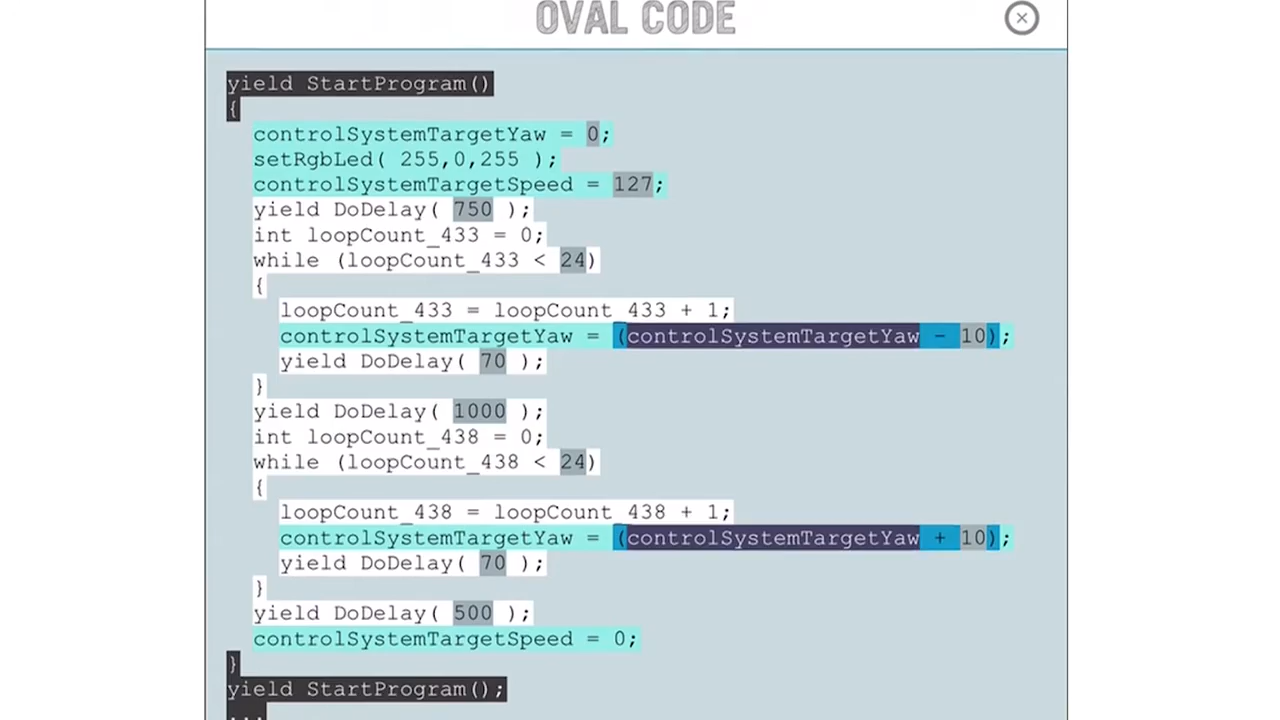 OVAL CODE
yield StartProgram()
{
controlSystemTargetYaw = 0;
setRgbLed( 255,0,255 );
controlSystemTargetSpeed = 127;
yield DoDelay( 750 );
int loopCount_433 = 0;
while (loopCount_433 < 24)
{
loopCount_433 = loopCount_433 + 1;
controlSystemTargetYaw = (controlSystemTargetYaw - 10);
yield DoDelay( 70 );
}
yield DoDelay( 1000 );
int loopCount_438 = 0;
while (loopCount_438 < 24)
{
loopCount_438 = loopCount_438 + 1;
controlSystemTargetYaw = (controlSystemTargetYaw + 10);
yield DoDelay( 70 );
}
yield DoDelay( 500 );
controlSystemTargetSpeed = 0;
}
yield StartProgram();
...